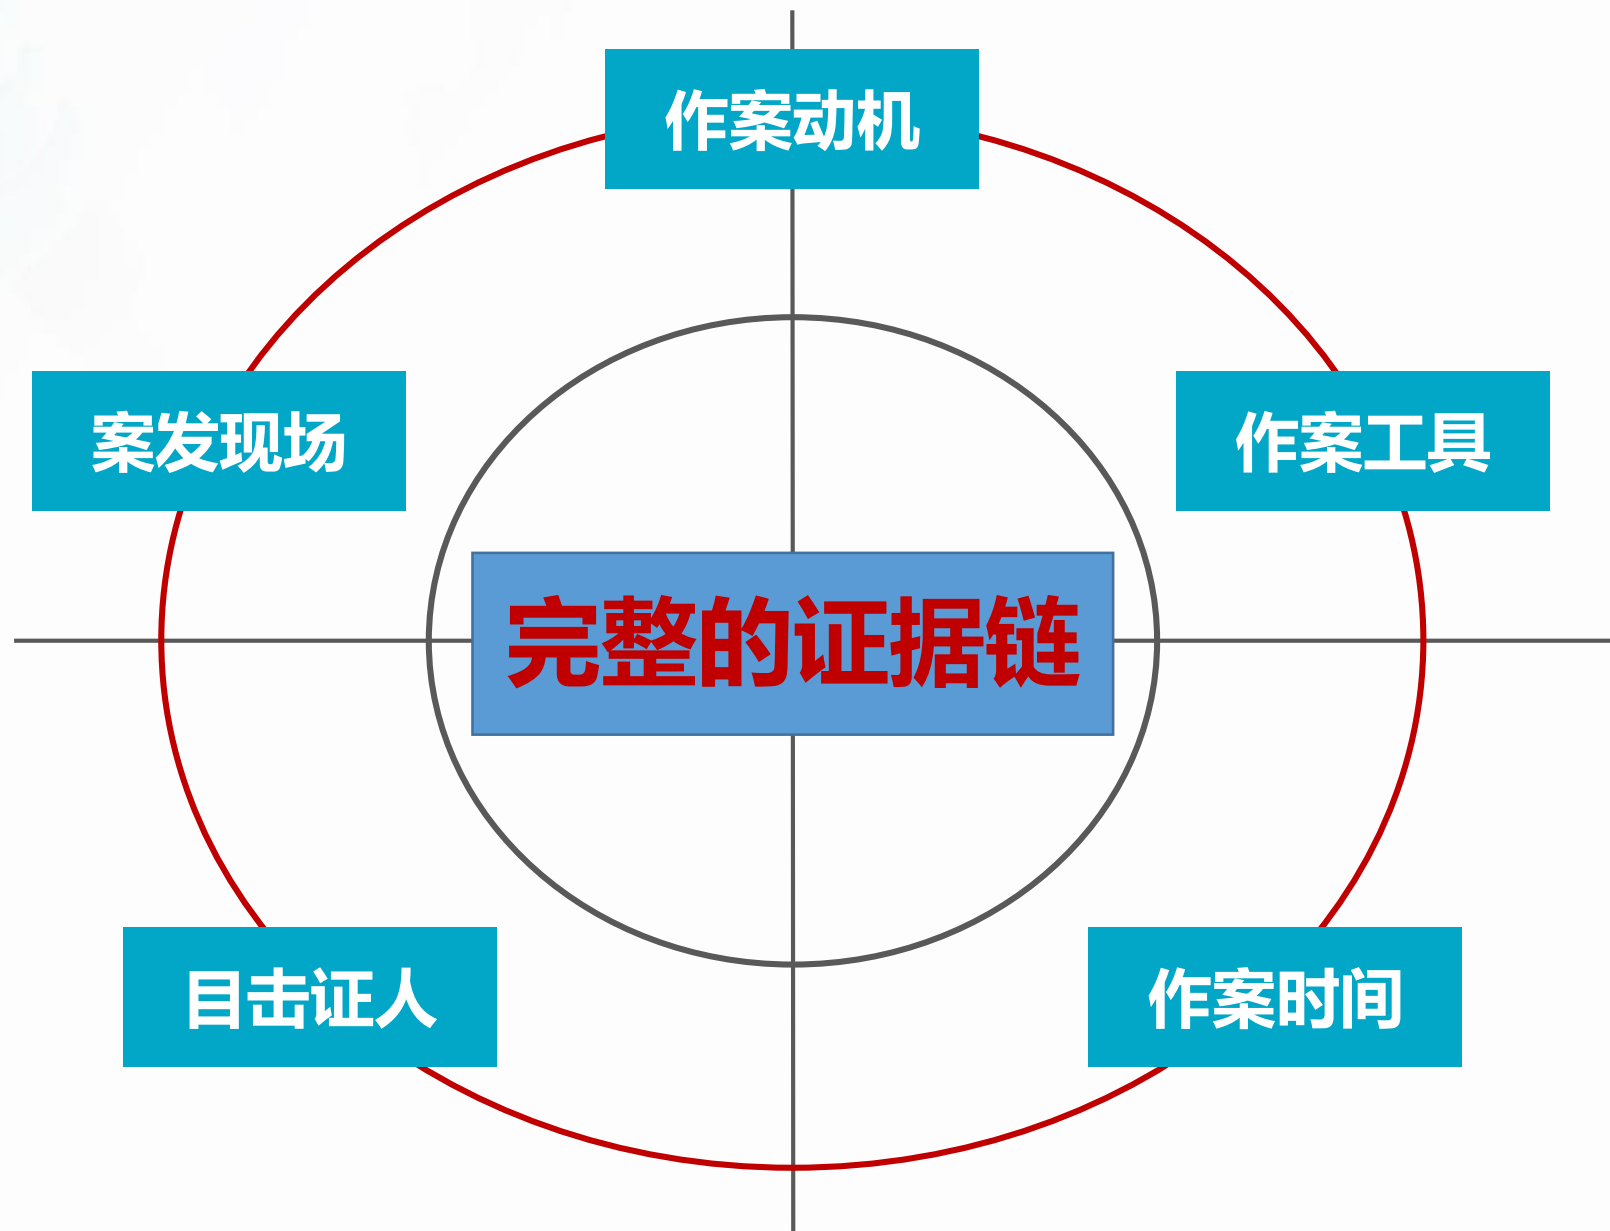 作案动机
案发现场
作案工具
完整的证据链
目击证人
作案时间